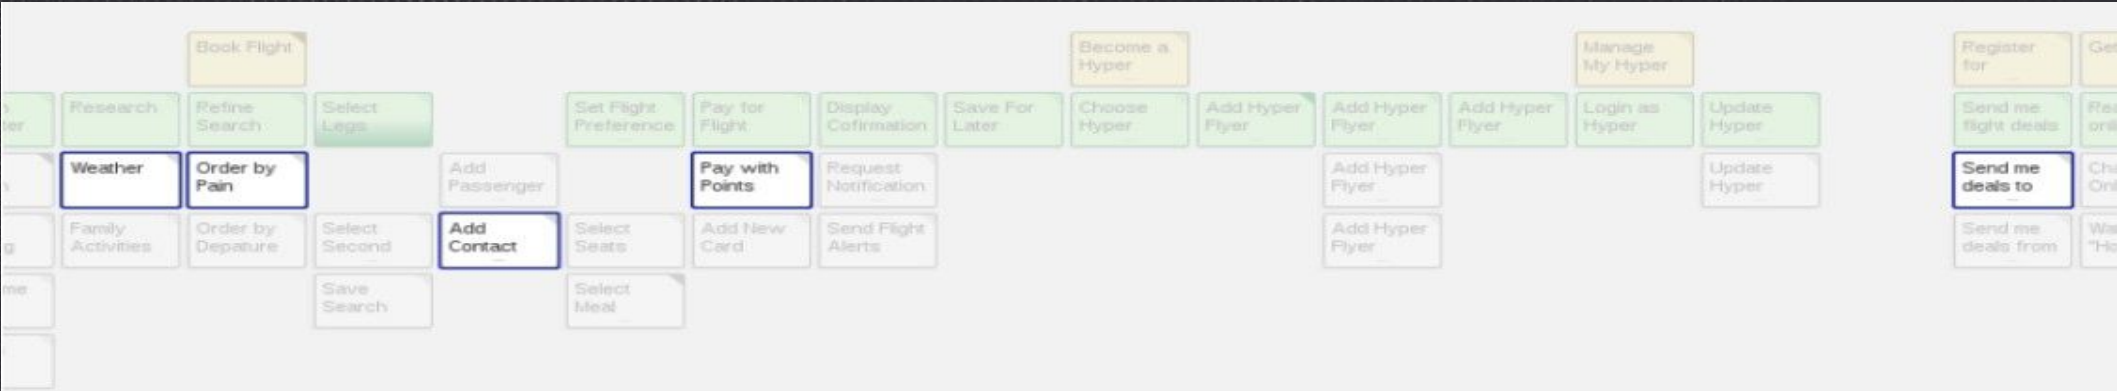 Book Flight
Become a
Hyper
Manage
My Hyper
Register
for
Get
ter
Research
Refine
Search
Select
Legs
Set Flight
Preference
Pay for
Flight
Display
Cofirmation
Save For
Later
Choose
Hyper
Add Hyper
Flyer
Add Hyper
Flyer
Add Hyper
Flyer
Login as
Hyper
Update
Hyper
Send me
flight deals
Weather
Order by
Pain
Add
Passenger
Pay with
Points
Request
Notification
Add Hyper
Flyer
Update
Hyper
Send me
deals to
g
Family
Activities
Order by
Depature
Select
Second
Add
Contact
Select
Seats
Add New
Card
Send Flight
Alerts
Add Hyper
Flyer
Send me
deals from
me
Save
Search
Select
Meal